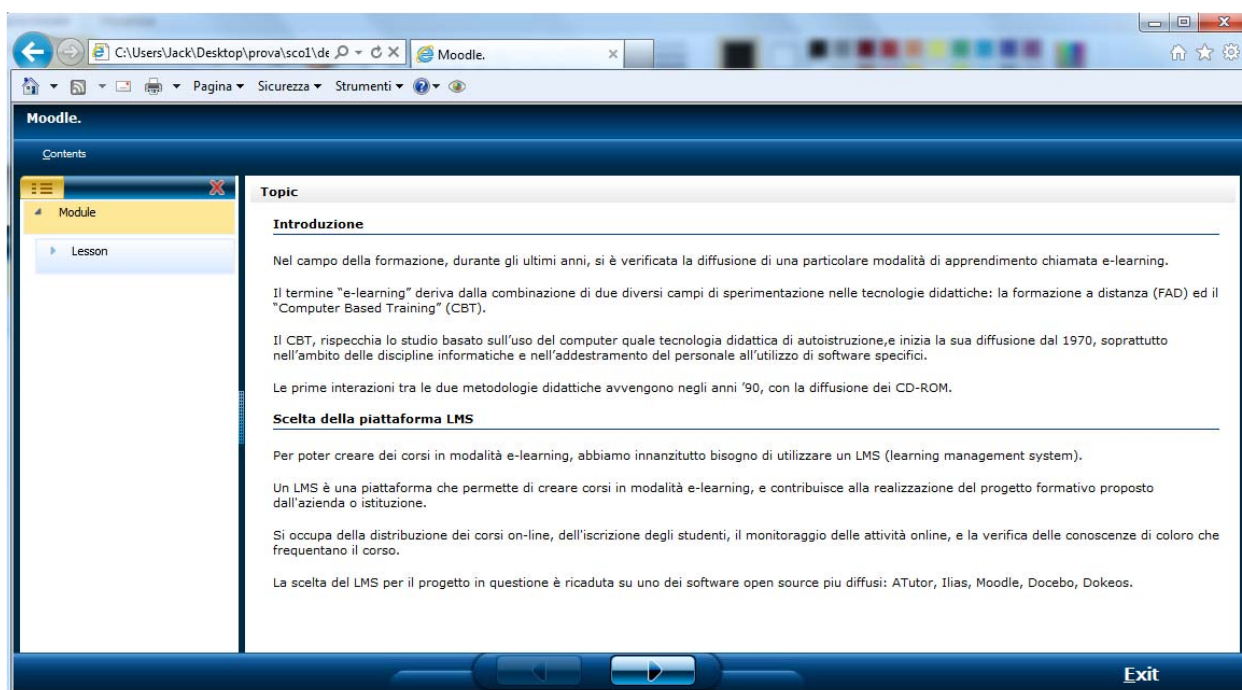 C:\Users\Jack\Desktop\prova\sco1\de
Moodle.
Pagina
Sicurezza
Strumenti
Moodle.
Contents
Module
Lesson
Topic
Introduzione
Nel campo della formazione, durante gli ultimi anni, si è verificata la diffusione di una particolare modalità di apprendimento chiamata e-learning.
Il termine “e-learning” deriva dalla combinazione di due diversi campi di sperimentazione nelle tecnologie didattiche: la formazione a distanza (FAD) ed il
“Computer Based Training” (CBT).
Il CBT, rispecchia lo studio basato sull’uso del computer quale tecnologia didattica di autoistruzione,e inizia la sua diffusione dal 1970, soprattutto
nell’ambito delle discipline informatiche e nell’addestramento del personale all’utilizzo di software specifici.
Le prime interazioni tra le due metodologie didattiche avvengono negli anni ’90, con la diffusione dei CD-ROM.
Scelta della piattaforma LMS
Per poter creare dei corsi in modalità e-learning, abbiamo innanzitutto bisogno di utilizzare un LMS (learning management system).
Un LMS è una piattaforma che permette di creare corsi in modalità e-learning, e contribuisce alla realizzazione del progetto formativo proposto
dall'azienda o istituzione.
Si occupa della distribuzione dei corsi on-line, dell'iscrizione degli studenti, il monitoraggio delle attività online, e la verifica delle conoscenze di coloro che
frequentano il corso.
La scelta del LMS per il progetto in questione è ricaduta su uno dei software open source piu diffusi: ATutor, Ilias, Moodle, Docebo, Dokeos.
Exit